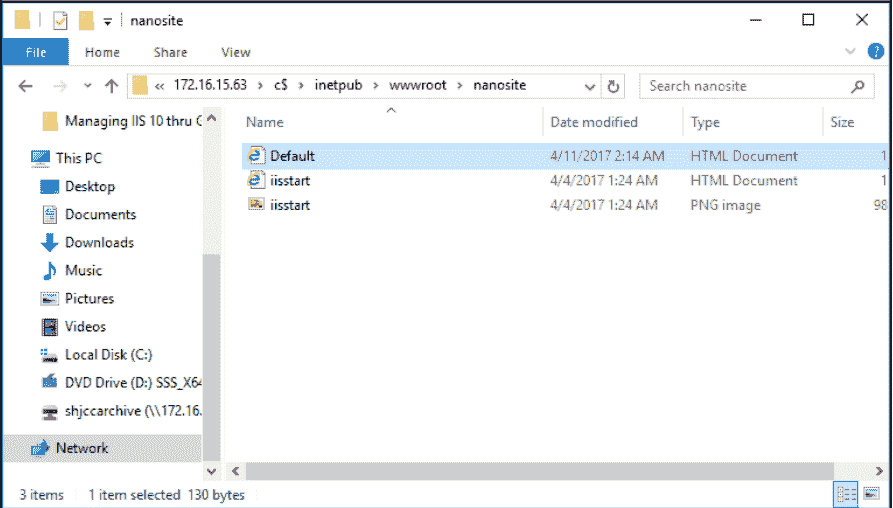 nanosite
File Home Share View
« 172.16.15.63 > c$ > inetpub > wwwroot > nanosite
Search nanosite
Managing IIS 10 thru
This PC
Desktop
Documents
Downloads
Music
Pictures
Videos
Local Disk (C:)
DVD Drive (D:) SSS_X64
shjccarchive (\\172.16.
Network
Name Date modified Type Size
Default 4/11/2017 2:14 AM HTML Document 1
iisstart 4/4/2017 1:24 AM HTML Document 1
iisstart 4/4/2017 1:24 AM PNG image 98
3 items 1 item selected 130 bytes